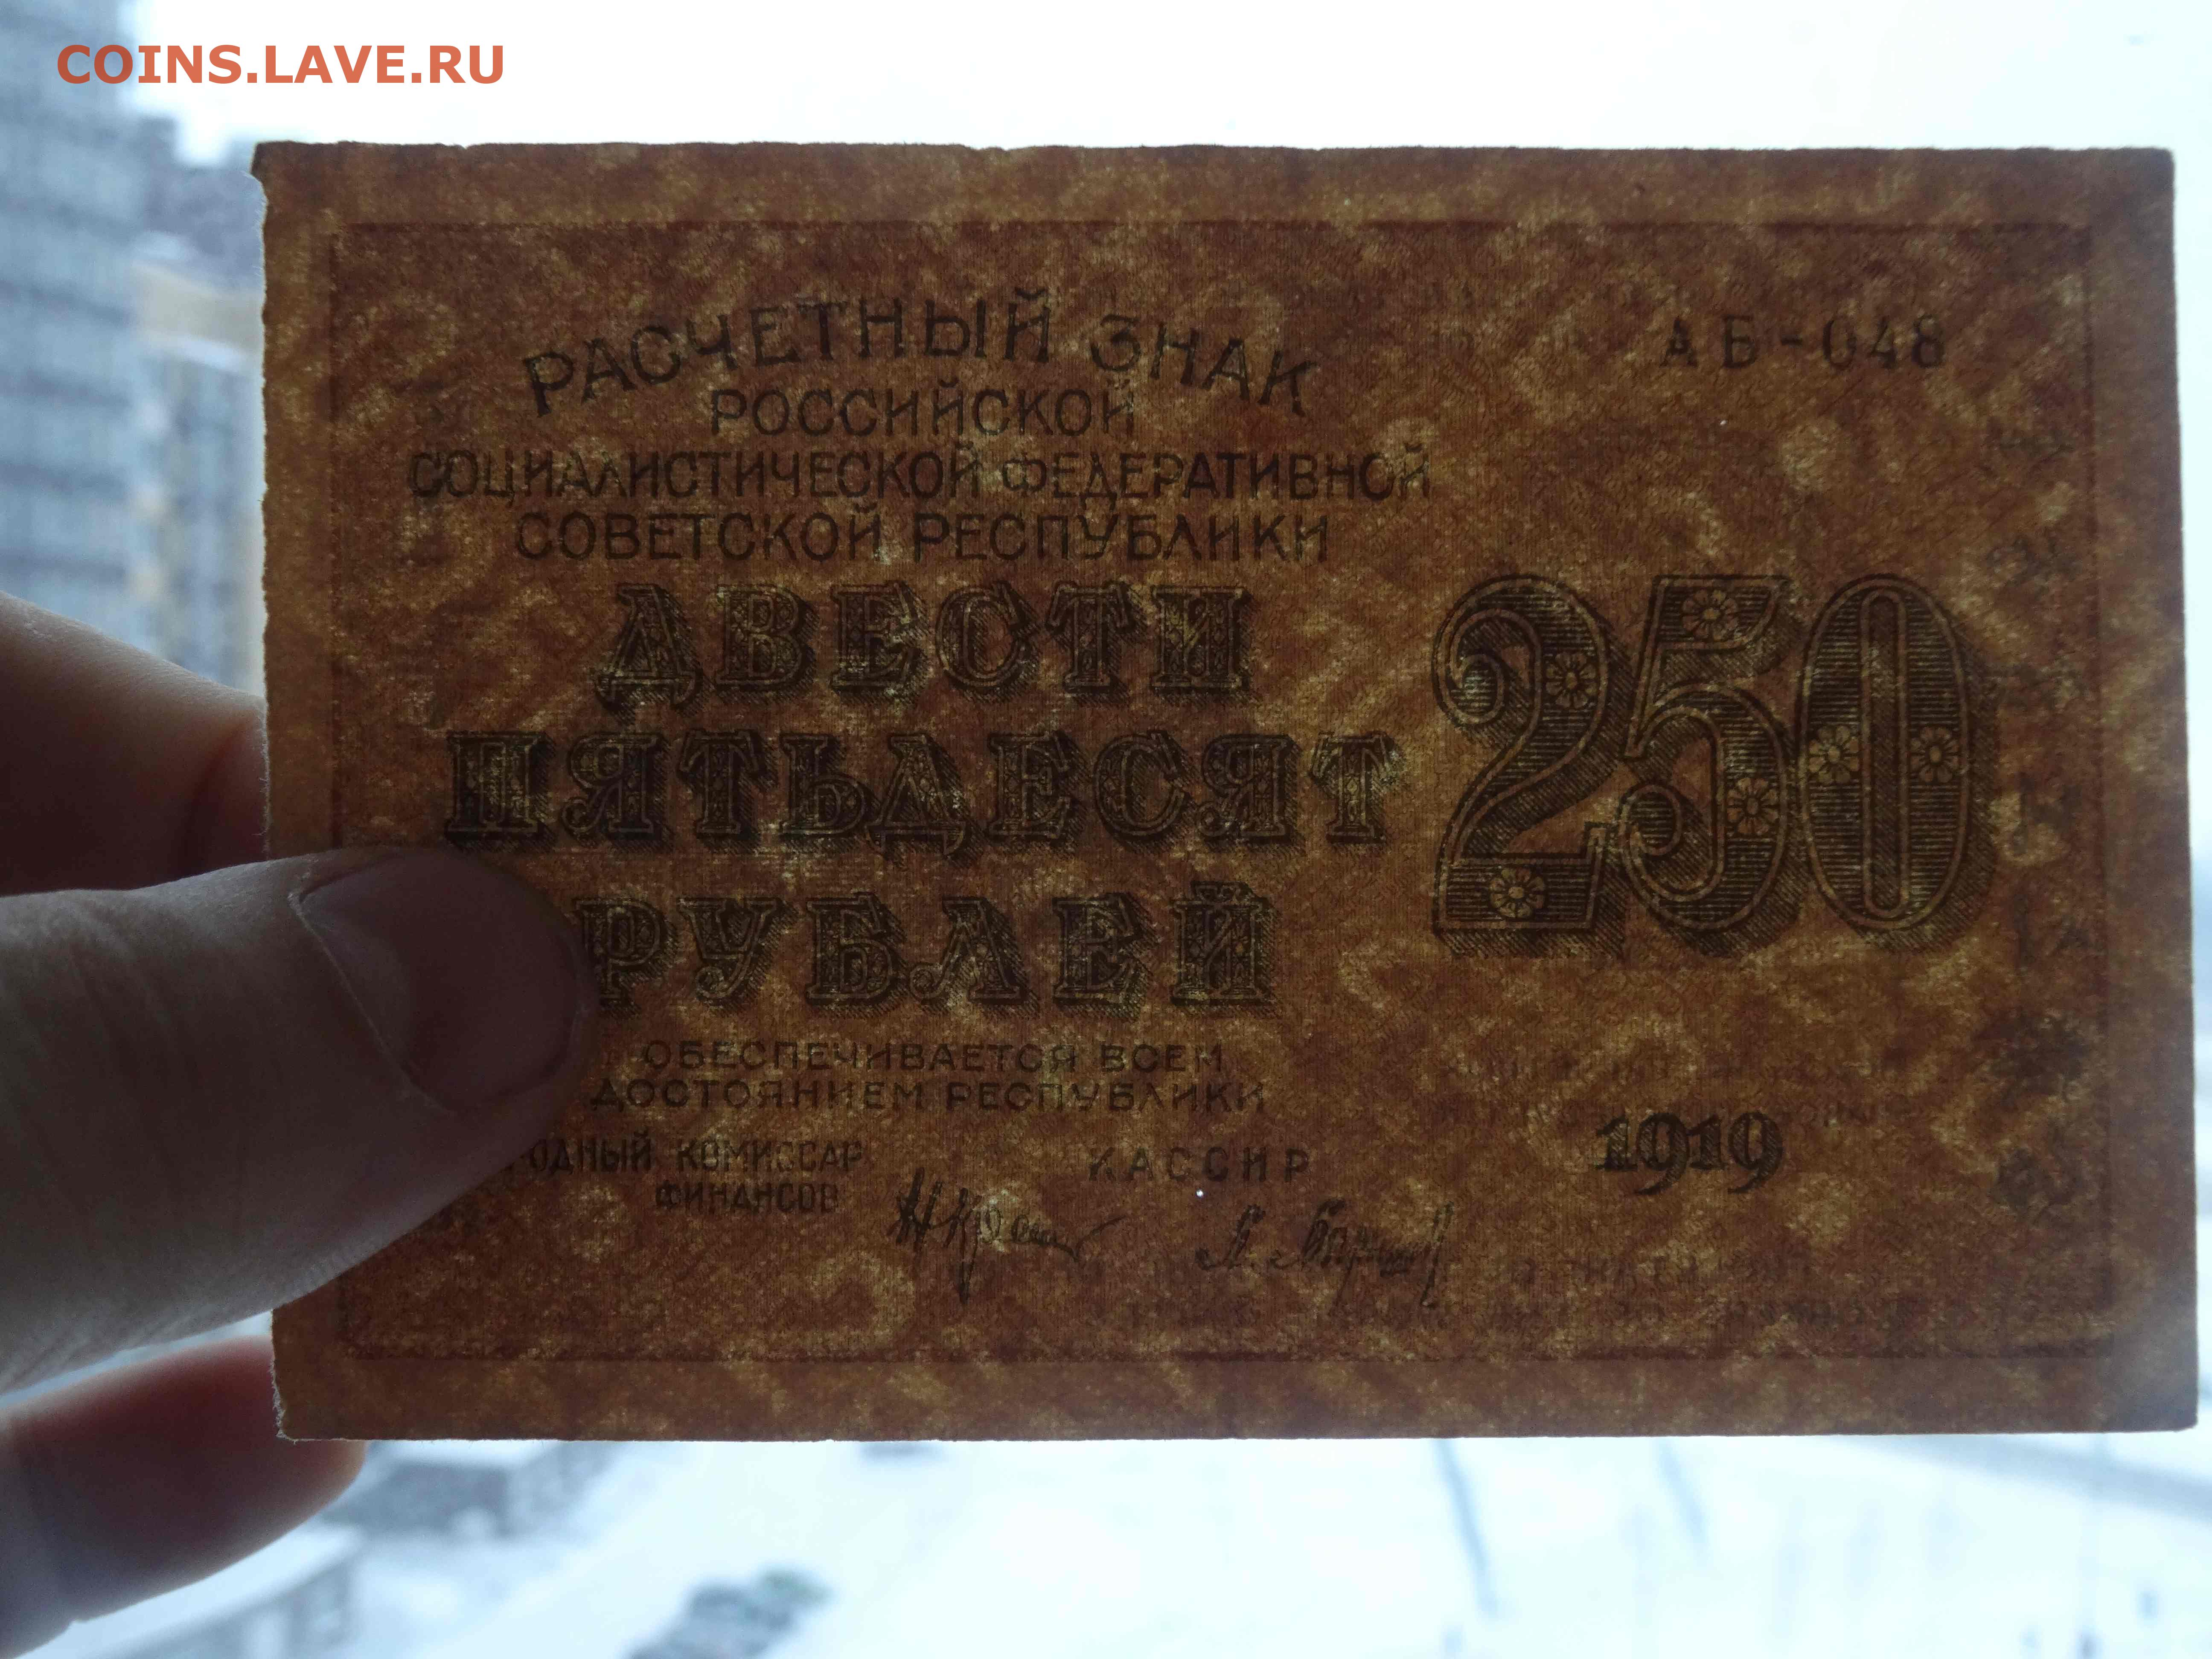 COINS.LAVE.RU
РАСЧЕТНЫЙ ЗНАК
АБ-048
РОССИЙСКОЙ
СОЦИАЛИСТИЧЕСКОЙ ФЕДЕРАТИВНОЙ
СОВЕТСКОЙ РЕСПУБЛИКИ
ДВЕСТИ
ПЯТЬДЕСЯТ
РУБЛЕЙ
250
ОБЕСПЕЧИВАЕТСЯ ВСЕМ
ДОСТОЯНИЕМ РЕСПУБЛИКИ
ОДНЫЙ КОМИССАР
ФИНАНСОВ
КАССИР
1919